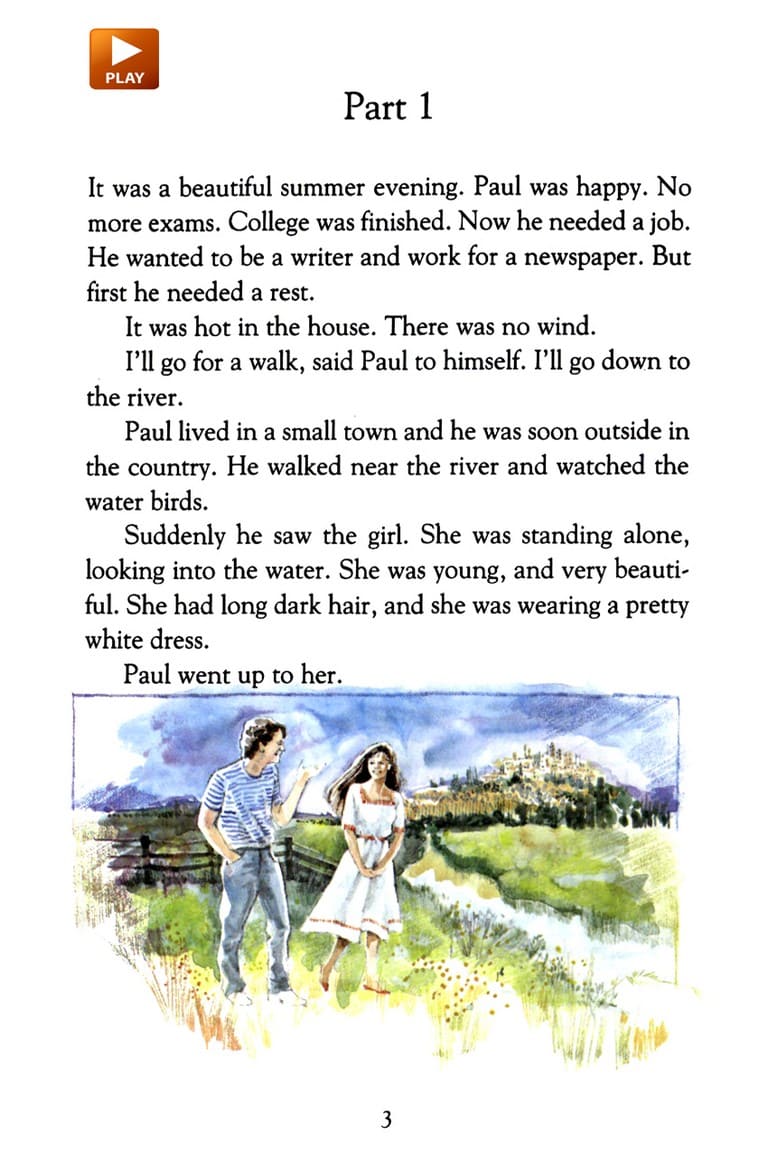 PLAY
Part 1
It was a beautiful summer evening. Paul was happy. No
more exams. College was finished. Now he needed a job.
He wanted to be a writer and work for a newspaper. But
first he needed a rest.
It was hot in the house. There was no wind.
I'll go for a walk, said Paul to himself. I'll go down to
the river.
Paul lived in a small town and he was soon outside in
the country. He walked near the river and watched the
water birds.
Suddenly he saw the girl. She was standing alone,
looking into the water. She was young, and very beauti-
ful. She had long dark hair, and she was wearing a pretty
white dress.
Paul went up to her.
3